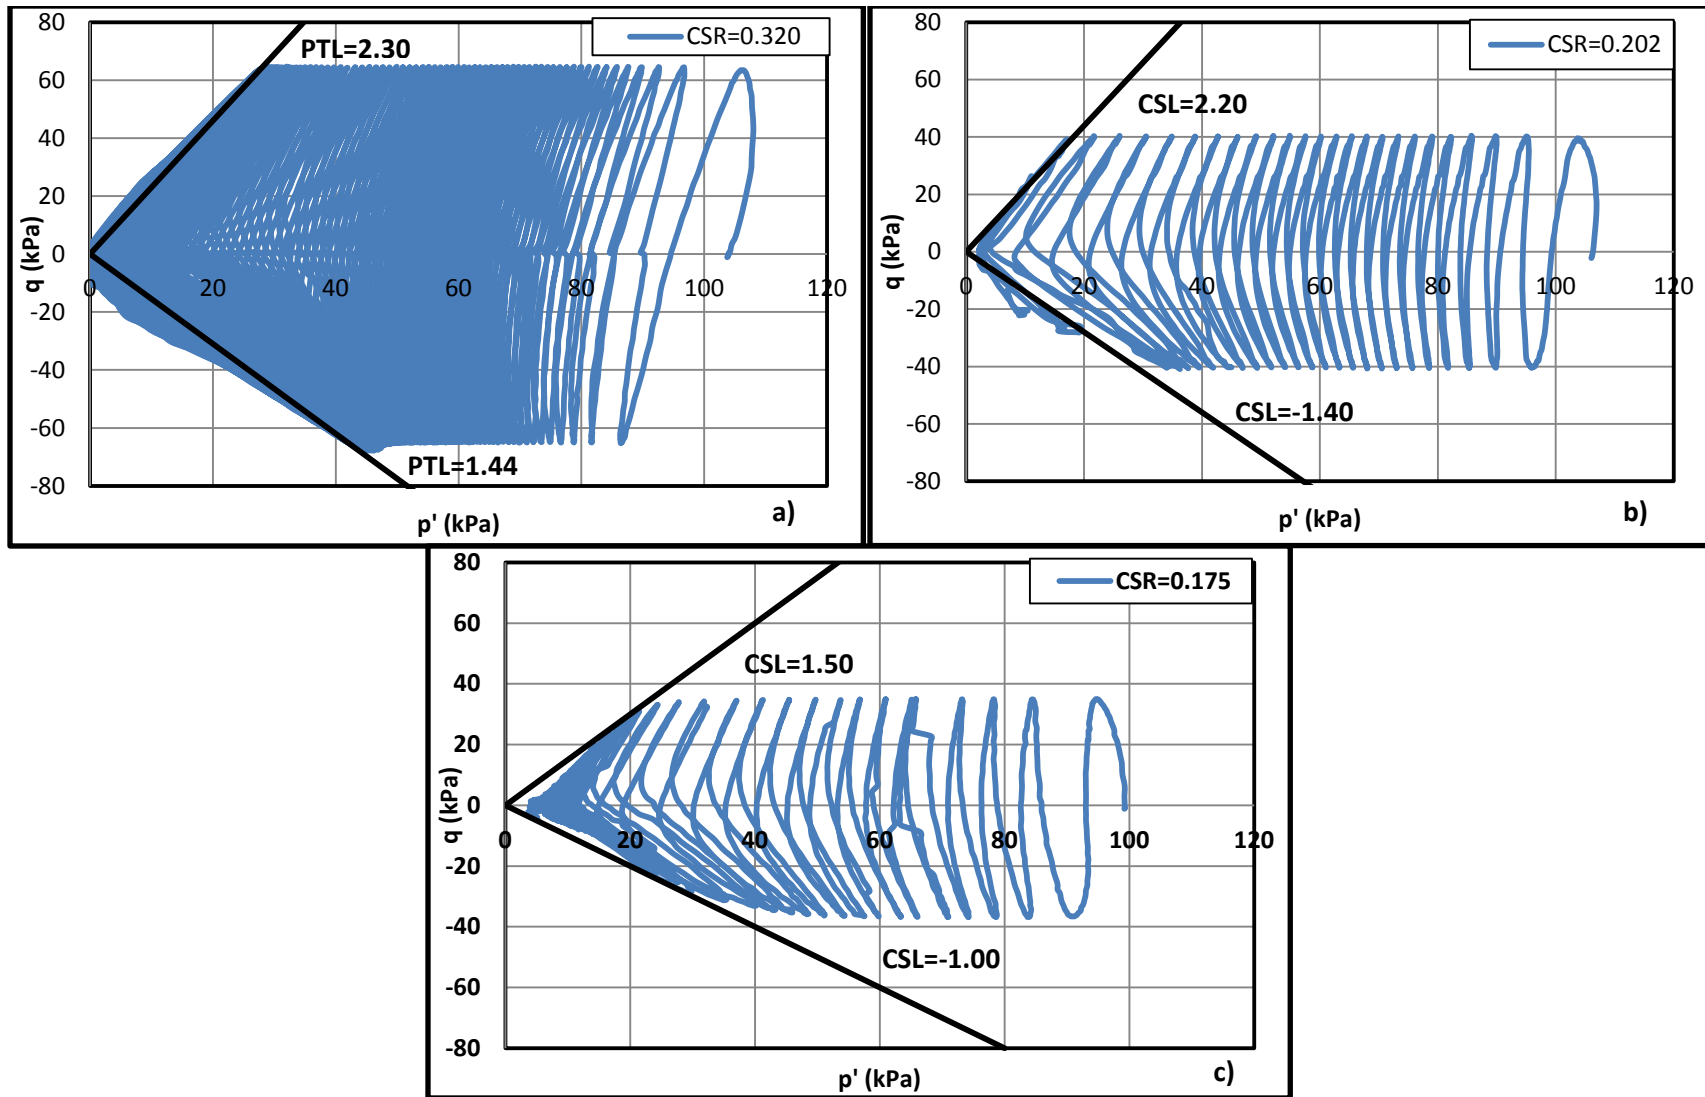 80
60
40
20
0
-20
-40
-60
-80
q (kPa)
0 20 40 60 80 100 120
p' (kPa)
PTL=2.30
CSR=0.320
PTL=1.44
a)
80
60
40
20
0
-20
-40
-60
-80
q (kPa)
0 20 40 60 80 100 120
p' (kPa)
CSR=0.202
CSL=2.20
CSL=-1.40
b)
80
60
40
20
0
-20
-40
-60
-80
q (kPa)
0 20 40 60 80 100 120
p' (kPa)
CSR=0.175
CSL=1.50
CSL=-1.00
c)